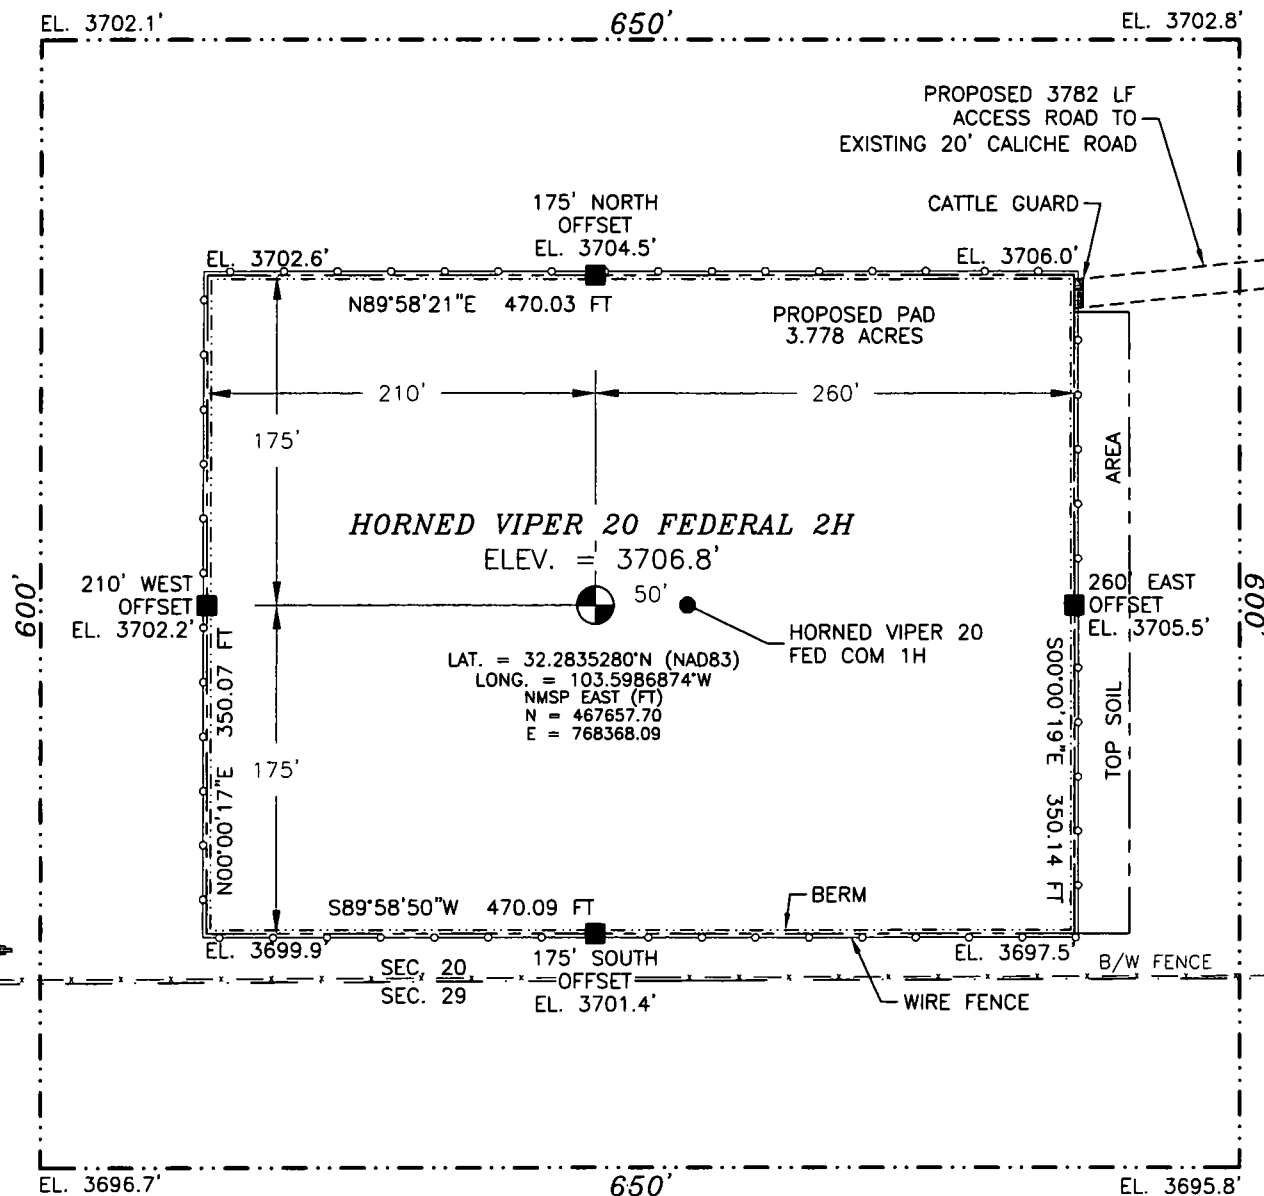 EL. 3702.1'
650'
EL. 3702.8'
PROPOSED 3782 LF
ACCESS ROAD TO
EXISTING 20' CALICHE ROAD
175' NORTH
OFFSET
EL. 3704.5'
CATTLE GUARD
EL. 3702.6'
EL. 3706.0'
N89°58'21"E 470.03 FT
PROPOSED PAD
3.778 ACRES
210'
260'
175'
AREA
HORNED VIPER 20 FEDERAL 2H
ELEV. = 3706.8'
600'
210' WEST
OFFSET
EL. 3702.2'
50'
260' EAST
OFFSET
EL. 3705.5'
600'
HORNED VIPER 20
FED COM 1H
LAT. = 32.2835280°N (NAD83)
LONG. = 103.5986874°W
NMSP EAST (FT)
N = 467657.70
E = 768368.09
N00°00'17"E 350.07 FT
175'
S00°00'19"E 350.14 FT
TOP SOIL
S89°58'50"W 470.09 FT
BERM
EL. 3699.9'
175' SOUTH
OFFSET
EL. 3701.4'
EL. 3697.5'
B/W FENCE
SEC. 20
SEC. 29
WIRE FENCE
EL. 3696.7'
650'
EL. 3695.8'